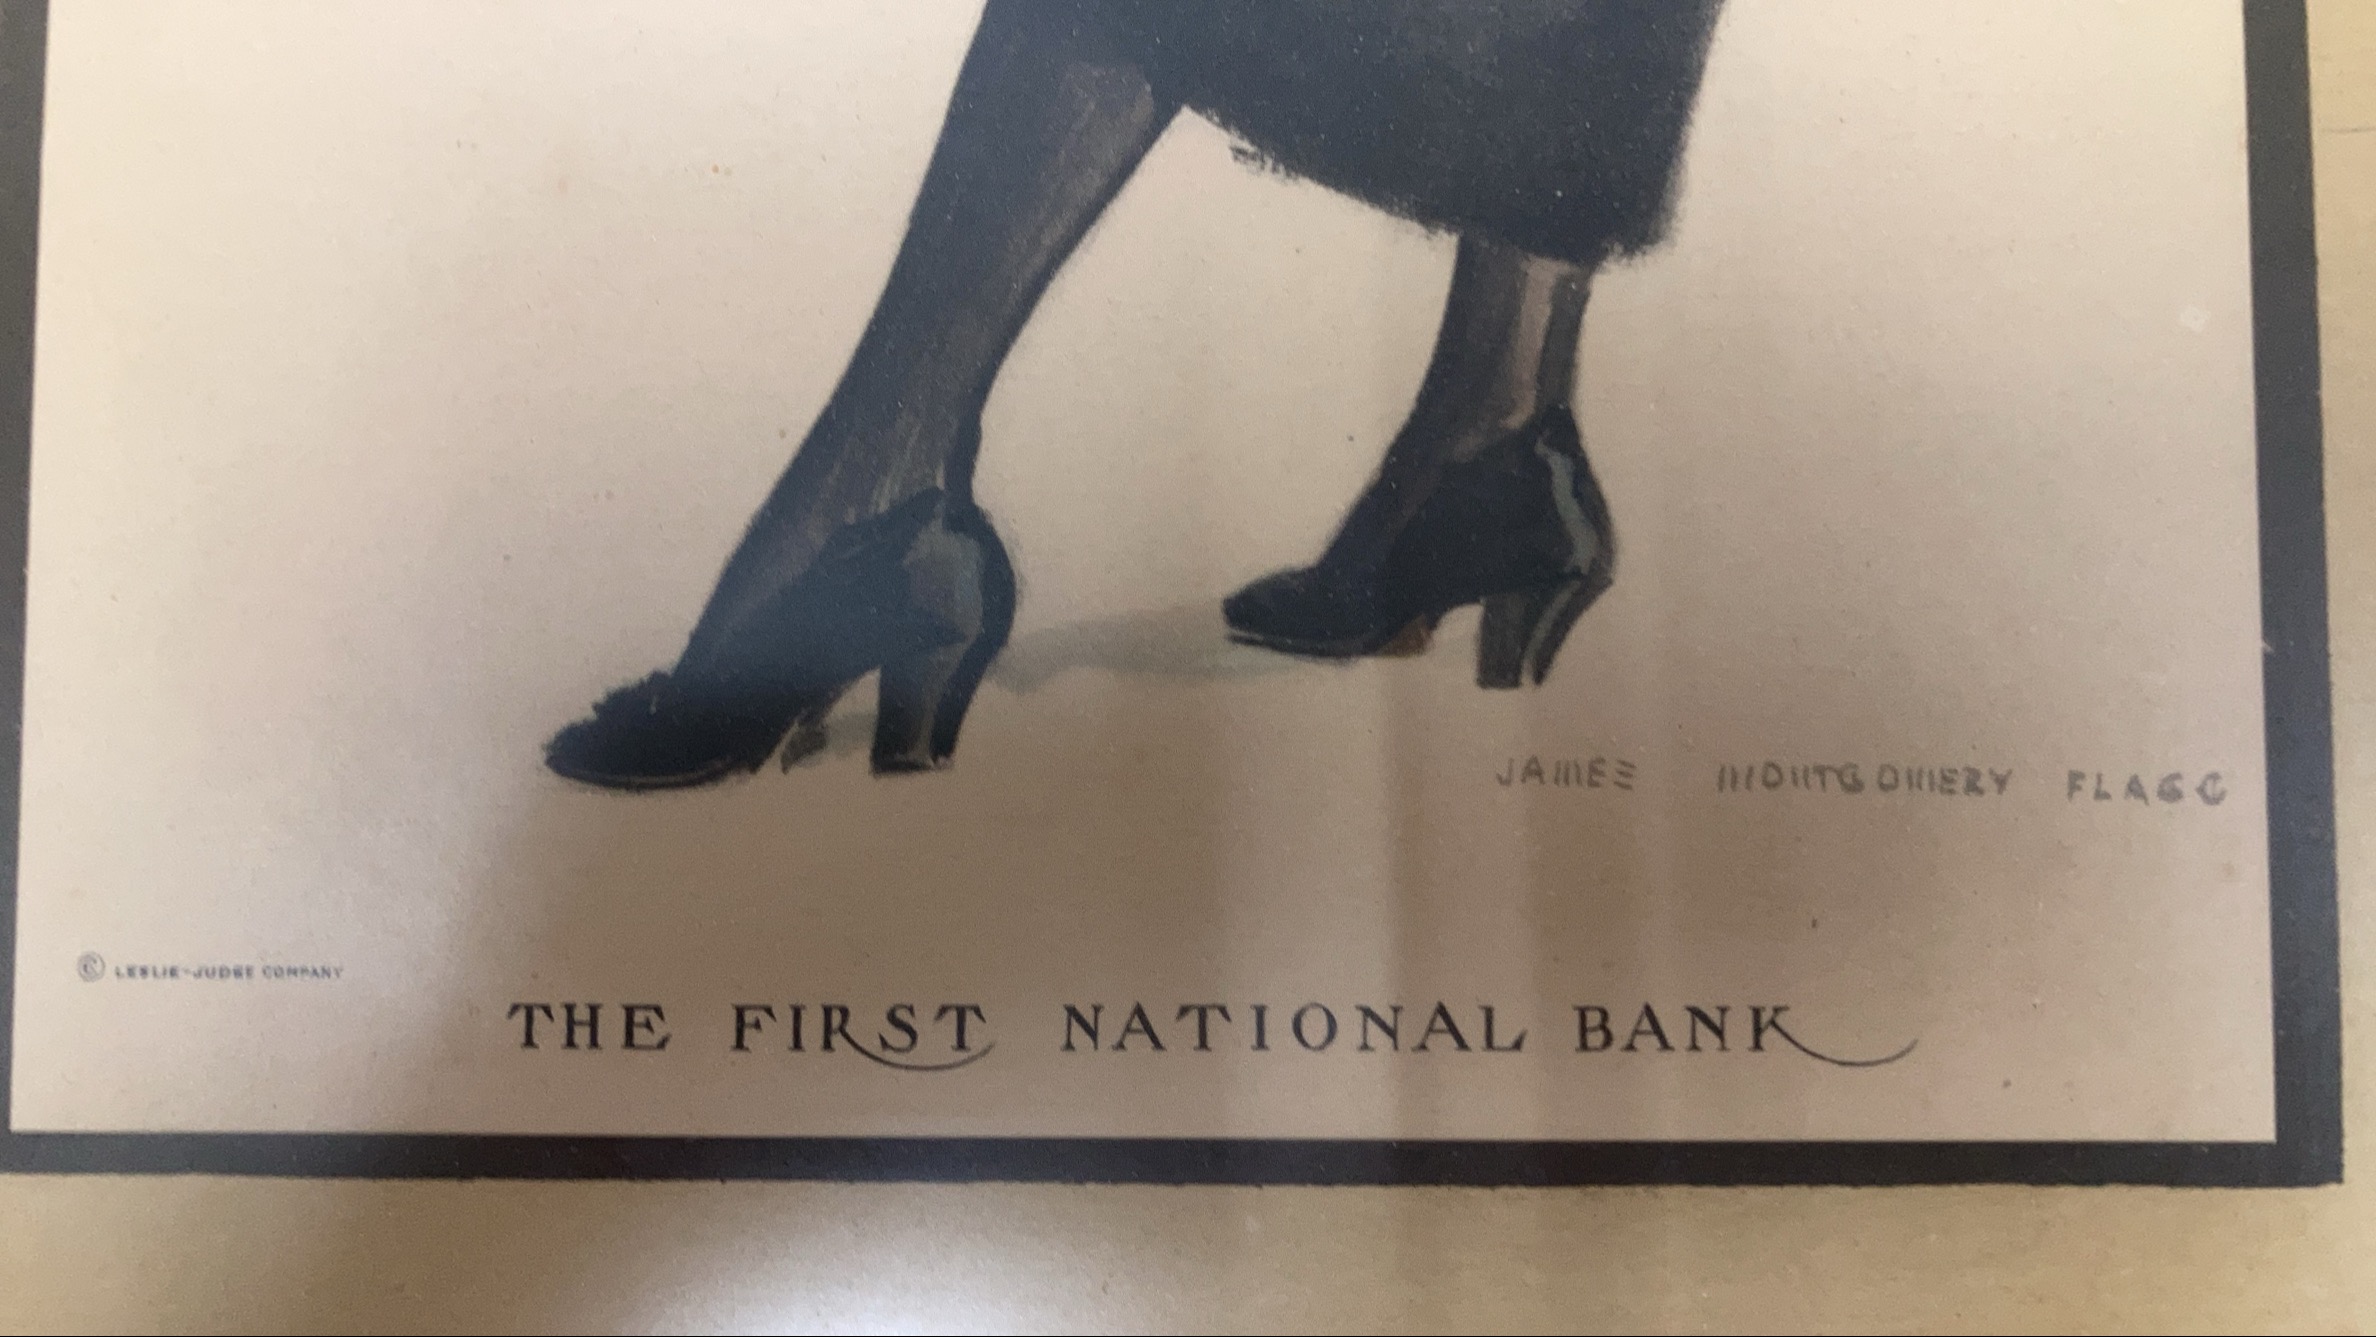 JAMES MONTGOMERY FLAGG
© LESLIE-JUDGE COMPANY
THE FIRST NATIONAL BANK